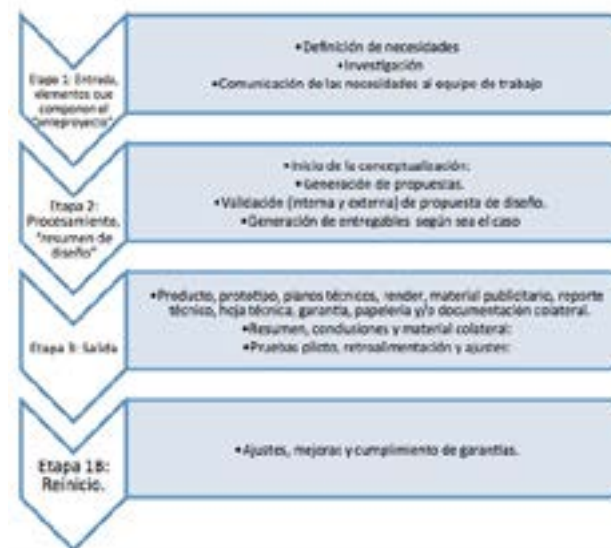 Etapa 1: Entrada,
elementos que
componen el
"anteproyecto"
•Definición de necesidades
•Investigación
•Comunicación de las necesidades al equipo de trabajo
Etapa 2:
Procesamiento,
"resumen de
diseño"
•Inicio de la conceptualización:
•Generación de propuestas.
•Validación (interna y externa) de propuesta de diseño.
•Generación de entregables según sea el caso
Etapa 3: Salida
•Producto, prototipo, planos técnicos, render, material publicitario, reporte
técnico, hoja técnica, garantía, papelería y/o documentación colateral.
•Resumen, conclusiones y material colateral:
•Pruebas piloto, retroalimentación y ajustes:
Etapa 1B:
Reinicio.
•Ajustes, mejoras y cumplimiento de garantías.